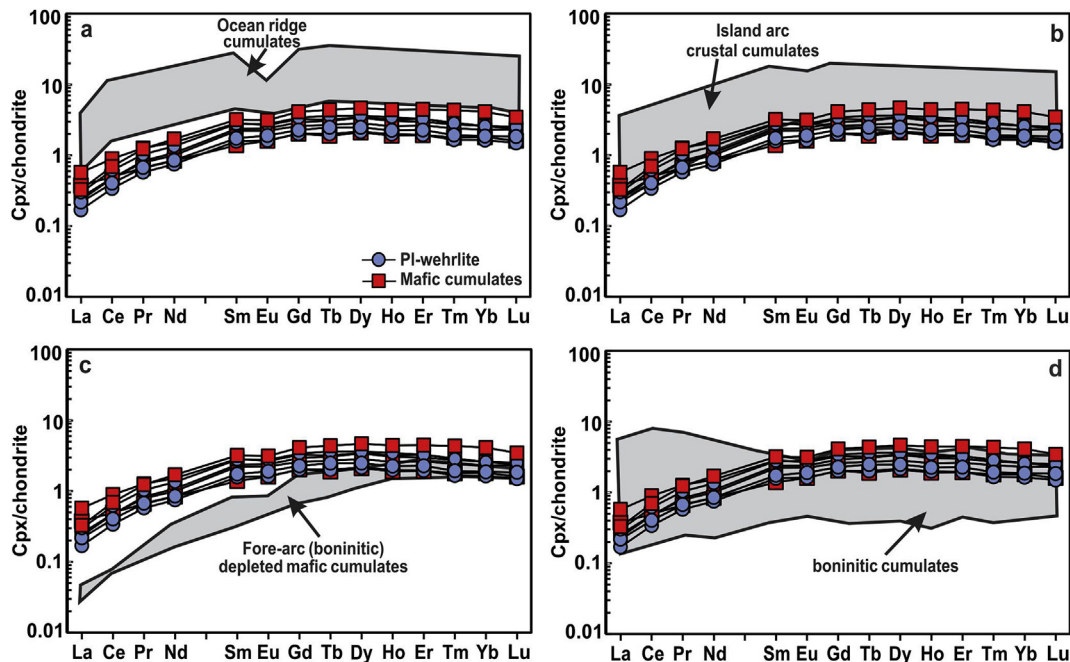 a
Ocean ridge
cumulates
Cpx/chondrite
100
10
1
0.1
0.01
Pl-wehrlite
Mafic cumulates
La Ce Pr Nd Sm Eu Gd Tb Dy Ho Er Tm Yb Lu
b
Island arc
crustal cumulates
Cpx/chondrite
100
10
1
0.1
0.01
La Ce Pr Nd Sm Eu Gd Tb Dy Ho Er Tm Yb Lu
c
Cpx/chondrite
100
10
1
0.1
0.01
Fore-arc (boninitic)
depleted mafic cumulates
La Ce Pr Nd Sm Eu Gd Tb Dy Ho Er Tm Yb Lu
d
Cpx/chondrite
100
10
1
0.1
0.01
boninitic cumulates
La Ce Pr Nd Sm Eu Gd Tb Dy Ho Er Tm Yb Lu